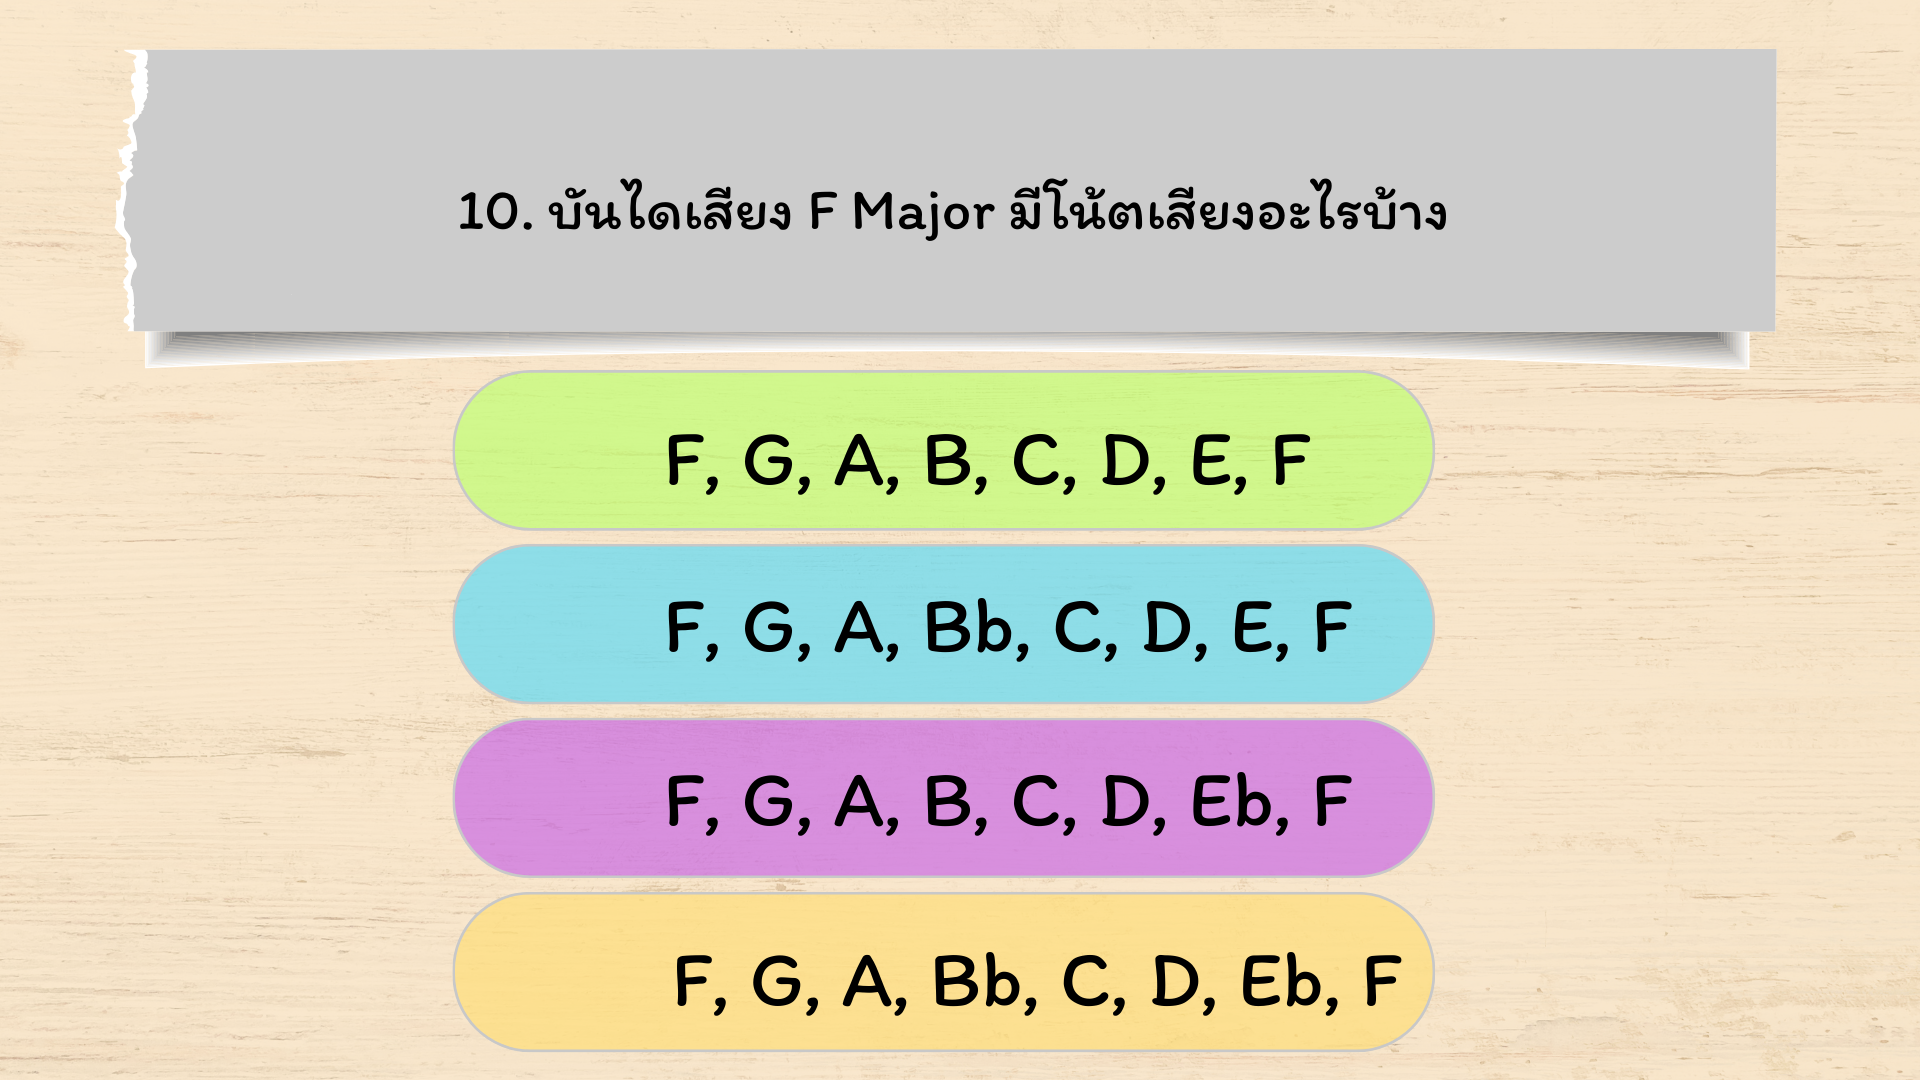 10. บันไดเสียง F Major มีโน้ตเสียงอะไรบ้าง
F, G, A, B, C, D, E, F
F, G, A, Bb, C, D, E, F
F, G, A, B, C, D, Eb, F
F, G, A, Bb, C, D, Eb, F